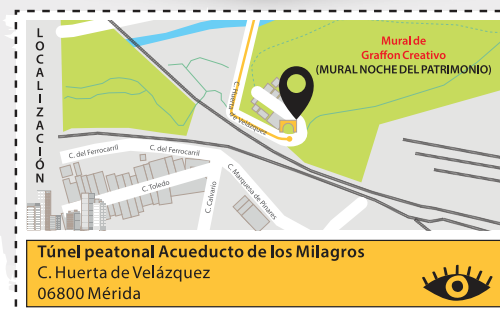 LOCALIZACIÓN
Mural de
Graffon Creativo
(MURAL NOCHE DEL PATRIMONIO)
C. Huerta de Velázquez
C. del Ferrocarril
C. del Ferrocarril
C. Toledo
C. Calvario
C. Marquesa de Pinares
Túnel peatonal Acueducto de los Milagros
C. Huerta de Velázquez
06800 Mérida